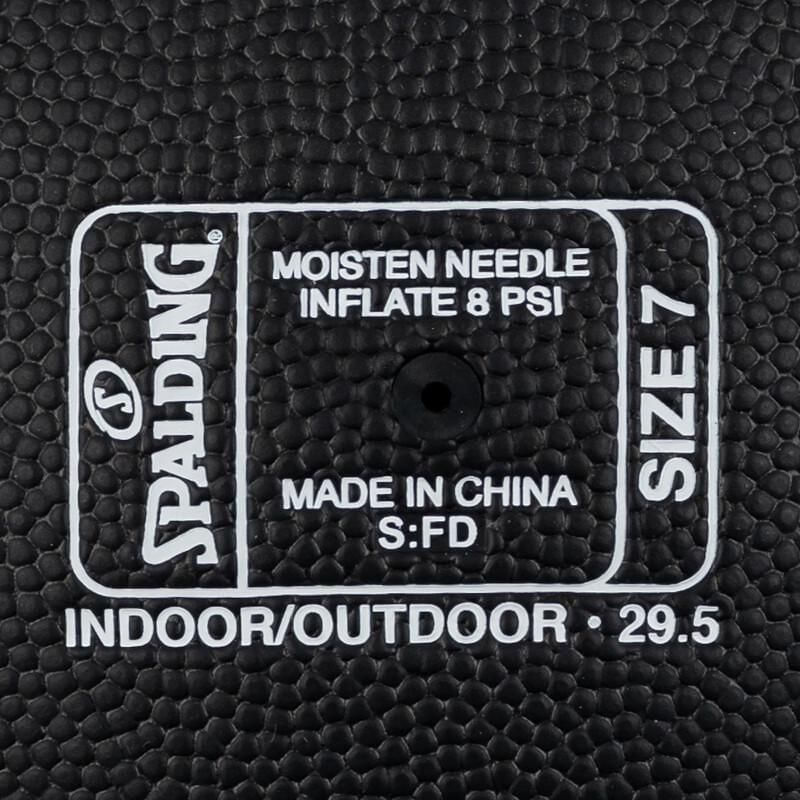 SPALDING®
S
MOISTEN NEEDLE
INFLATE 8 PSI
MADE IN CHINA
S:FD
SIZE 7
INDOOR/OUTDOOR · 29.5